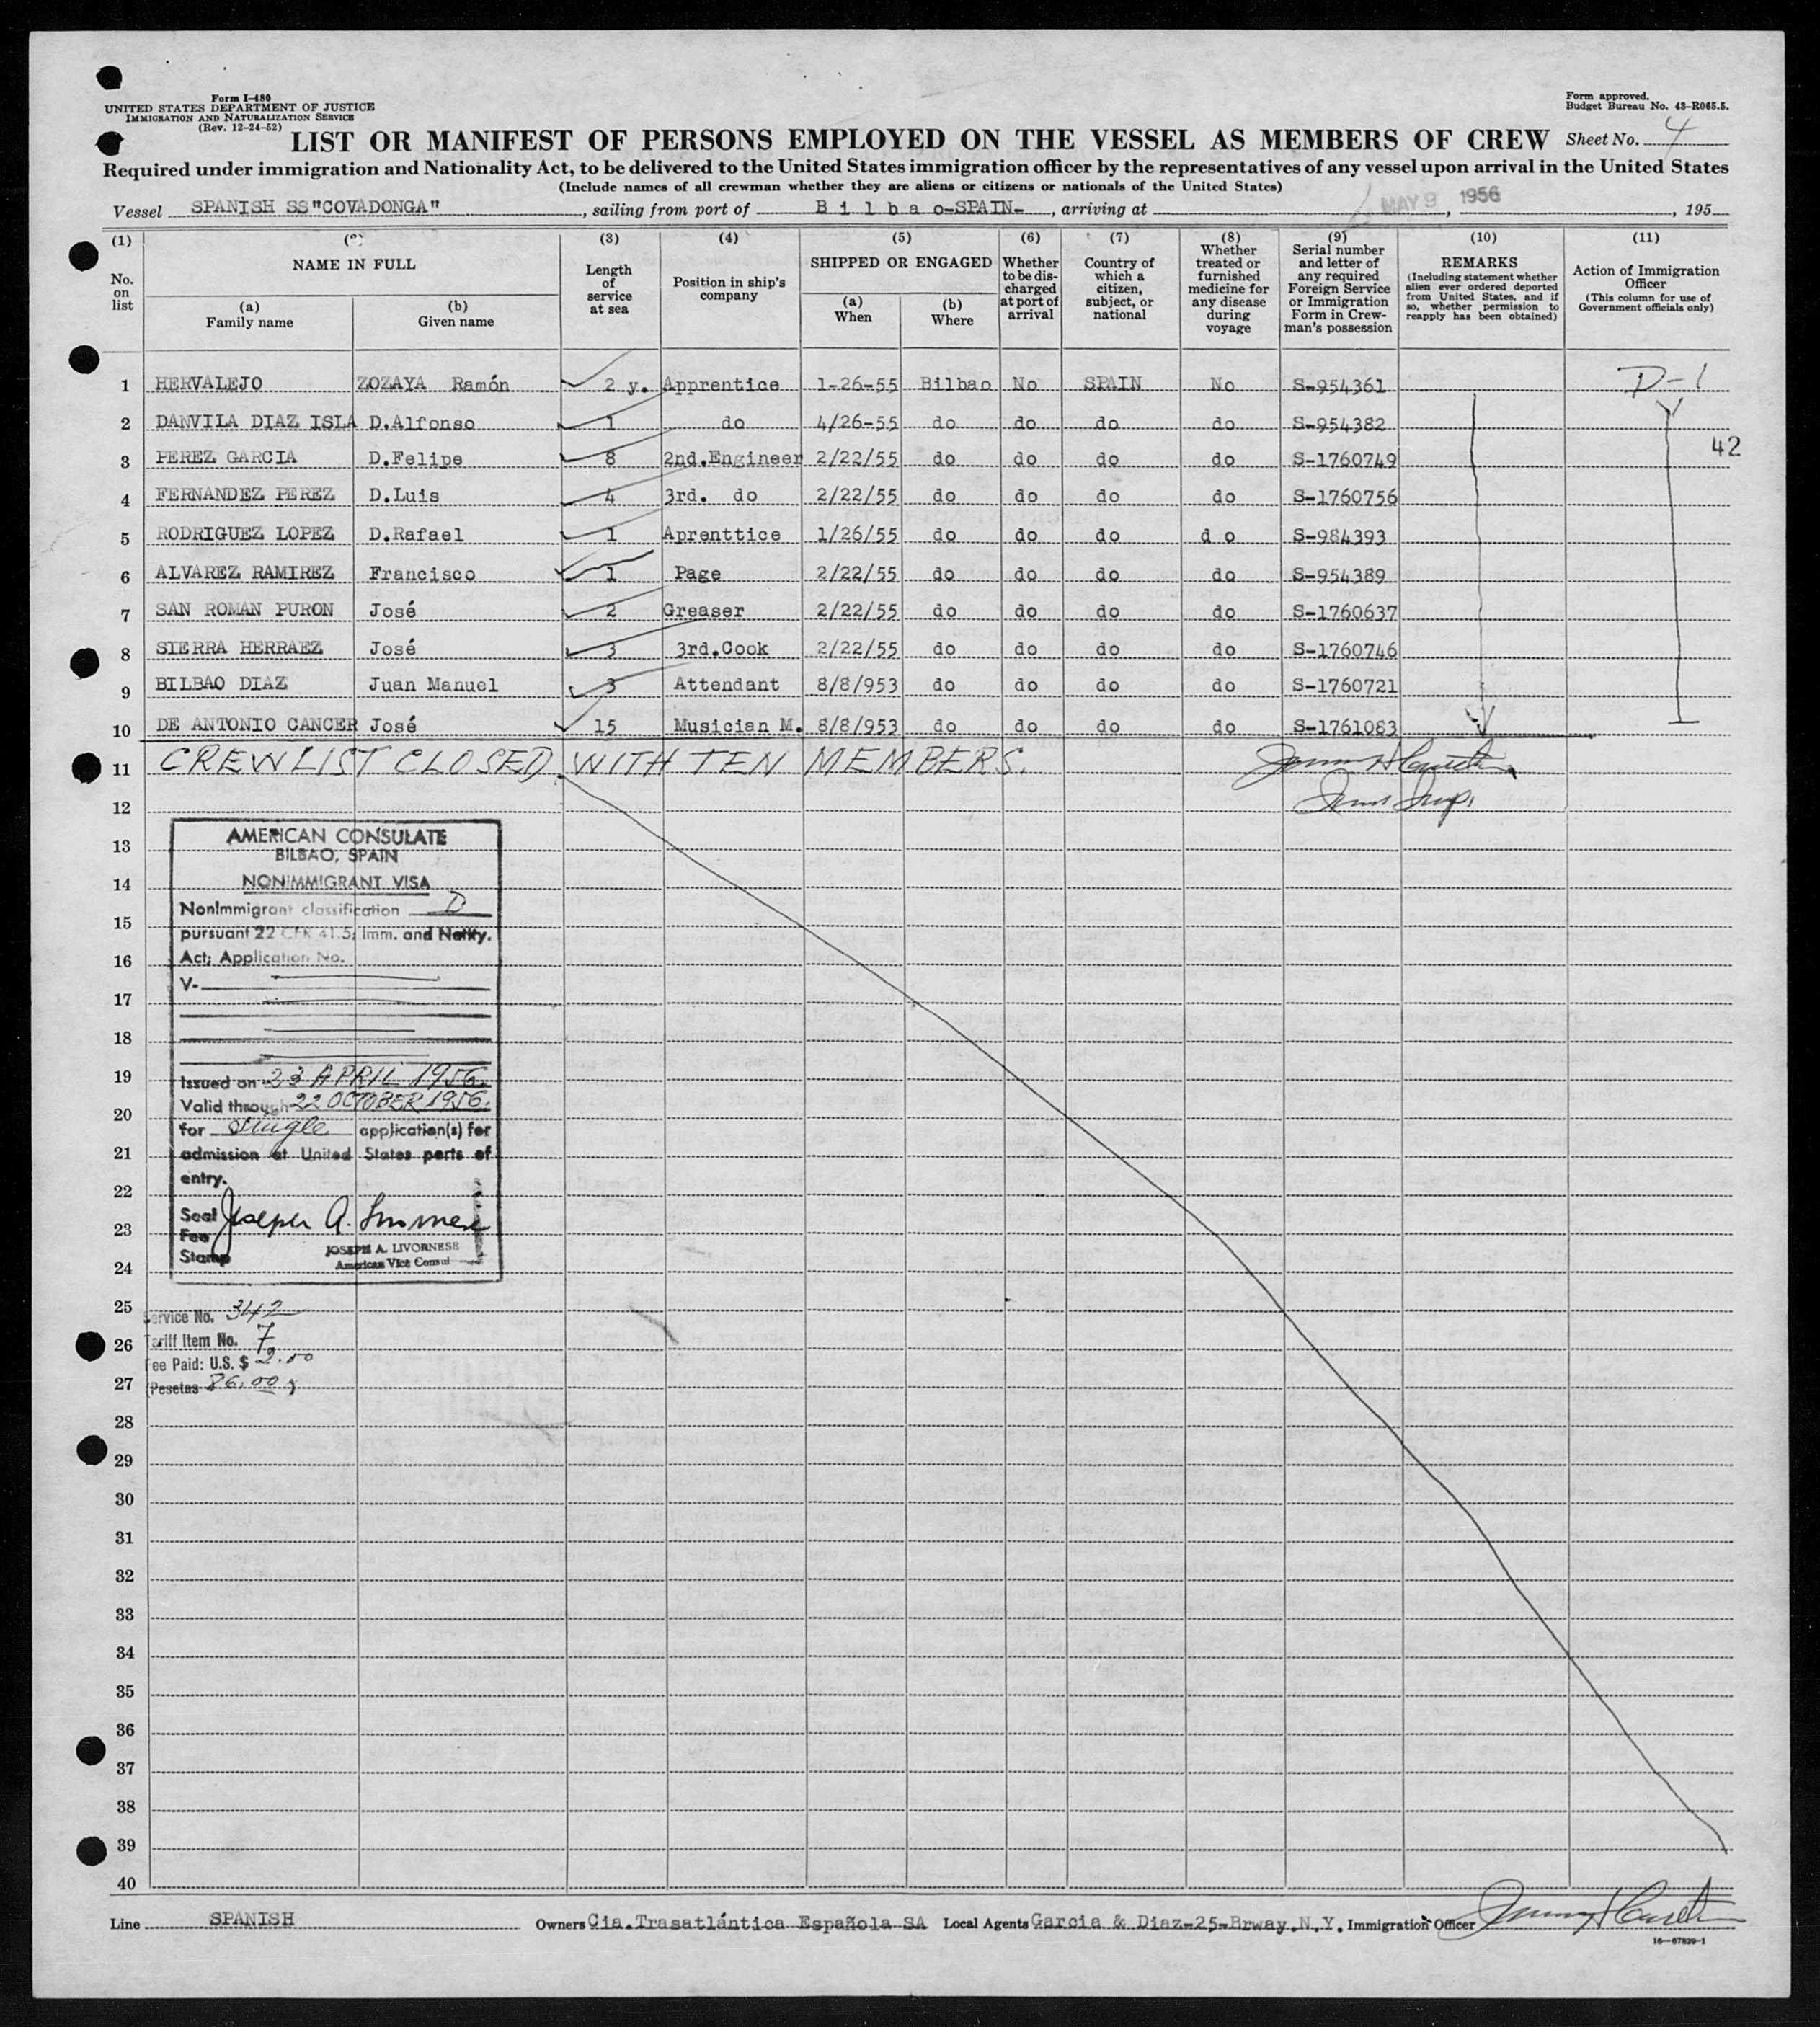 Form I-480
UNITED STATES DEPARTMENT OF JUSTICE
IMMIGRATION AND NATURALIZATION SERVICE
(Rev. 12-24-52)
Form approved.
Budget Bureau No. 43-R065.5.
LIST OR MANIFEST OF PERSONS EMPLOYED ON THE VESSEL AS MEMBERS OF CREW Sheet No. 4
Required under immigration and Nationality Act, to be delivered to the United States immigration officer by the representatives of any vessel upon arrival in the United States
(Include names of all crewman whether they are aliens or citizens or nationals of the United States)
Vessel SPANISH SS"COVADONGA", sailing from port of Bilbao-SPAIN-, arriving at MAY 9, 1956, 195
(1) No. on list
(2) NAME IN FULL
(a) Family name
(b) Given name
(3) Length of service at sea
(4) Position in ship's company
(5) SHIPPED OR ENGAGED
(a) When
(b) Where
(6) Whether to be discharged at port of arrival
(7) Country of which a citizen, subject, or national
(8) Whether treated or furnished medicine for any disease during voyage
(9) Serial number and letter of any required Foreign Service or Immigration Form in Crewman's possession
(10) REMARKS (Including statement whether alien ever ordered deported from United States, and if so, whether permission to reapply has been obtained)
(11) Action of Immigration Officer (This column for use of Government officials only)
1 HERVALEJO ZOZAYA Ramón 2 y. Apprentice 1-26-55 Bilbao No SPAIN No S-954361 D-1
2 DANVILA DIAZ ISLA D.Alfonso 1 do 4/26-55 do do do do S-954382
3 PEREZ GARCIA D.Felipe 8 2nd.Engineer 2/22/55 do do do do S-1760749 42
4 FERNANDEZ PEREZ D.Luis 4 3rd. do 2/22/55 do do do do S-1760756
5 RODRIGUEZ LOPEZ D.Rafael 1 Aprenttice 1/26/55 do do do d o S-984393
6 ALVAREZ RAMIREZ Francisco 1 Page 2/22/55 do do do do S-954389
7 SAN ROMAN PURON José 2 Greaser 2/22/55 do do do do S-1760637
8 SIERRA HERRAEZ José 3 3rd.Cook 2/22/55 do do do do S-1760746
9 BILBAO DIAZ Juan Manuel 3 Attendant 8/8/953 do do do do S-1760721
10 DE ANTONIO CANCER José 15 Musician M. 8/8/953 do do do do S-1761083
11 CREWLIST CLOSED WITH TEN MEMBERS.
12
13
14
15
16
17
18
19
20
21
22
23
24
25
26
27
28
29
30
31
32
33
34
35
36
37
38
39
40
AMERICAN CONSULATE
BILBAO, SPAIN
NONIMMIGRANT VISA
NonImmigrant classification D
pursuant 22 CFR 41.5; Imm. and Natlty.
Act; Application No.
V-
Issued on 23 APRIL 1956.
Valid through 22 OCTOBER 1956.
for Single application(s) for
admission at United States ports of
entry.
Seal
Fee
Stamp
JOSEPH A. LIVORNESE
American Vice Consul
Service No. 342
Tariff Item No. 7
Fee Paid: U.S. $ 2.00
Pesetas 86.00
Line SPANISH Owners Cia.Trasatlántica Española SA Local Agents Garcia & Diaz-25-Brway.N.Y. Immigration Officer
16-67829-1